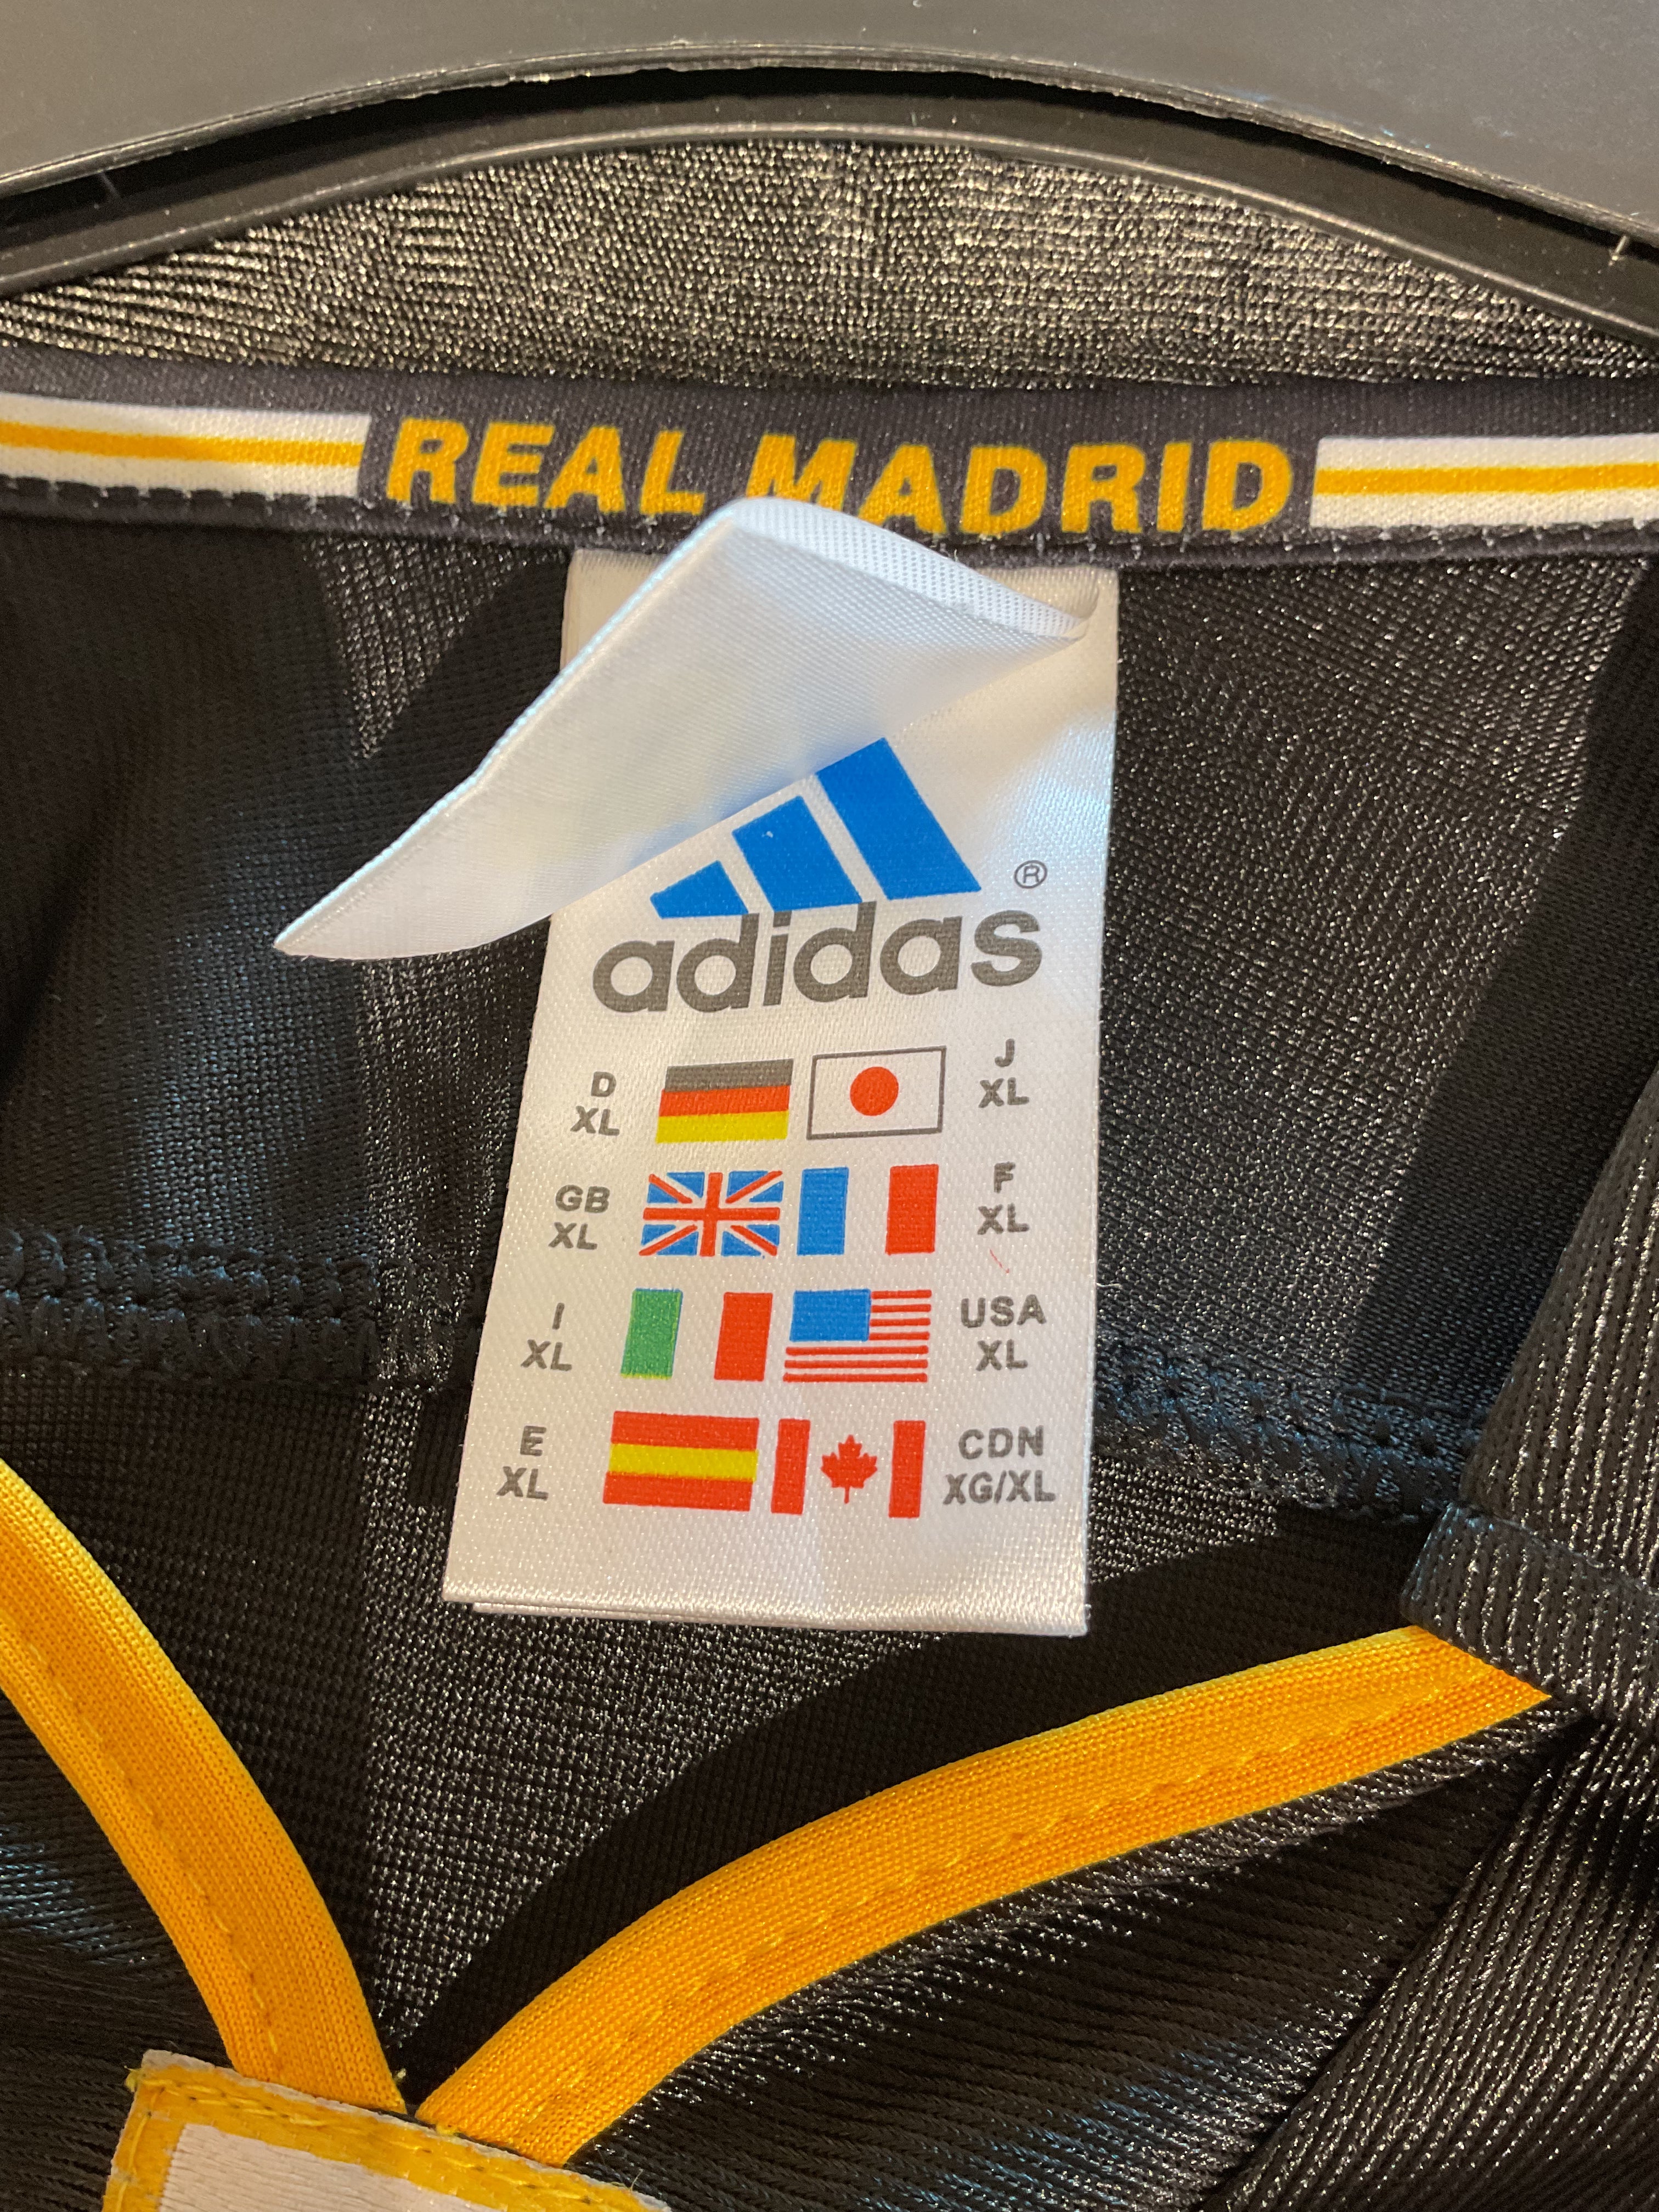 REAL MADRID
®
adidas
D
XL
J
XL
GB
XL
F
XL
I
XL
USA
XL
E
XL
CDN
XG/XL